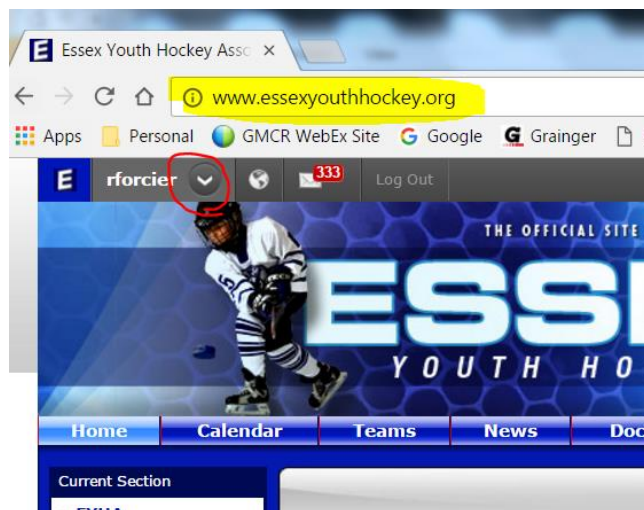 Essex Youth Hockey Asso
www.essexyouthhockey.org
Apps Personal GMCR WebEx Site Google G Grainger
E rforcier 333 Log Out
THE OFFICIAL SITE
ESS
YOUTH HO
Home Calendar Teams News Doc
Current Section